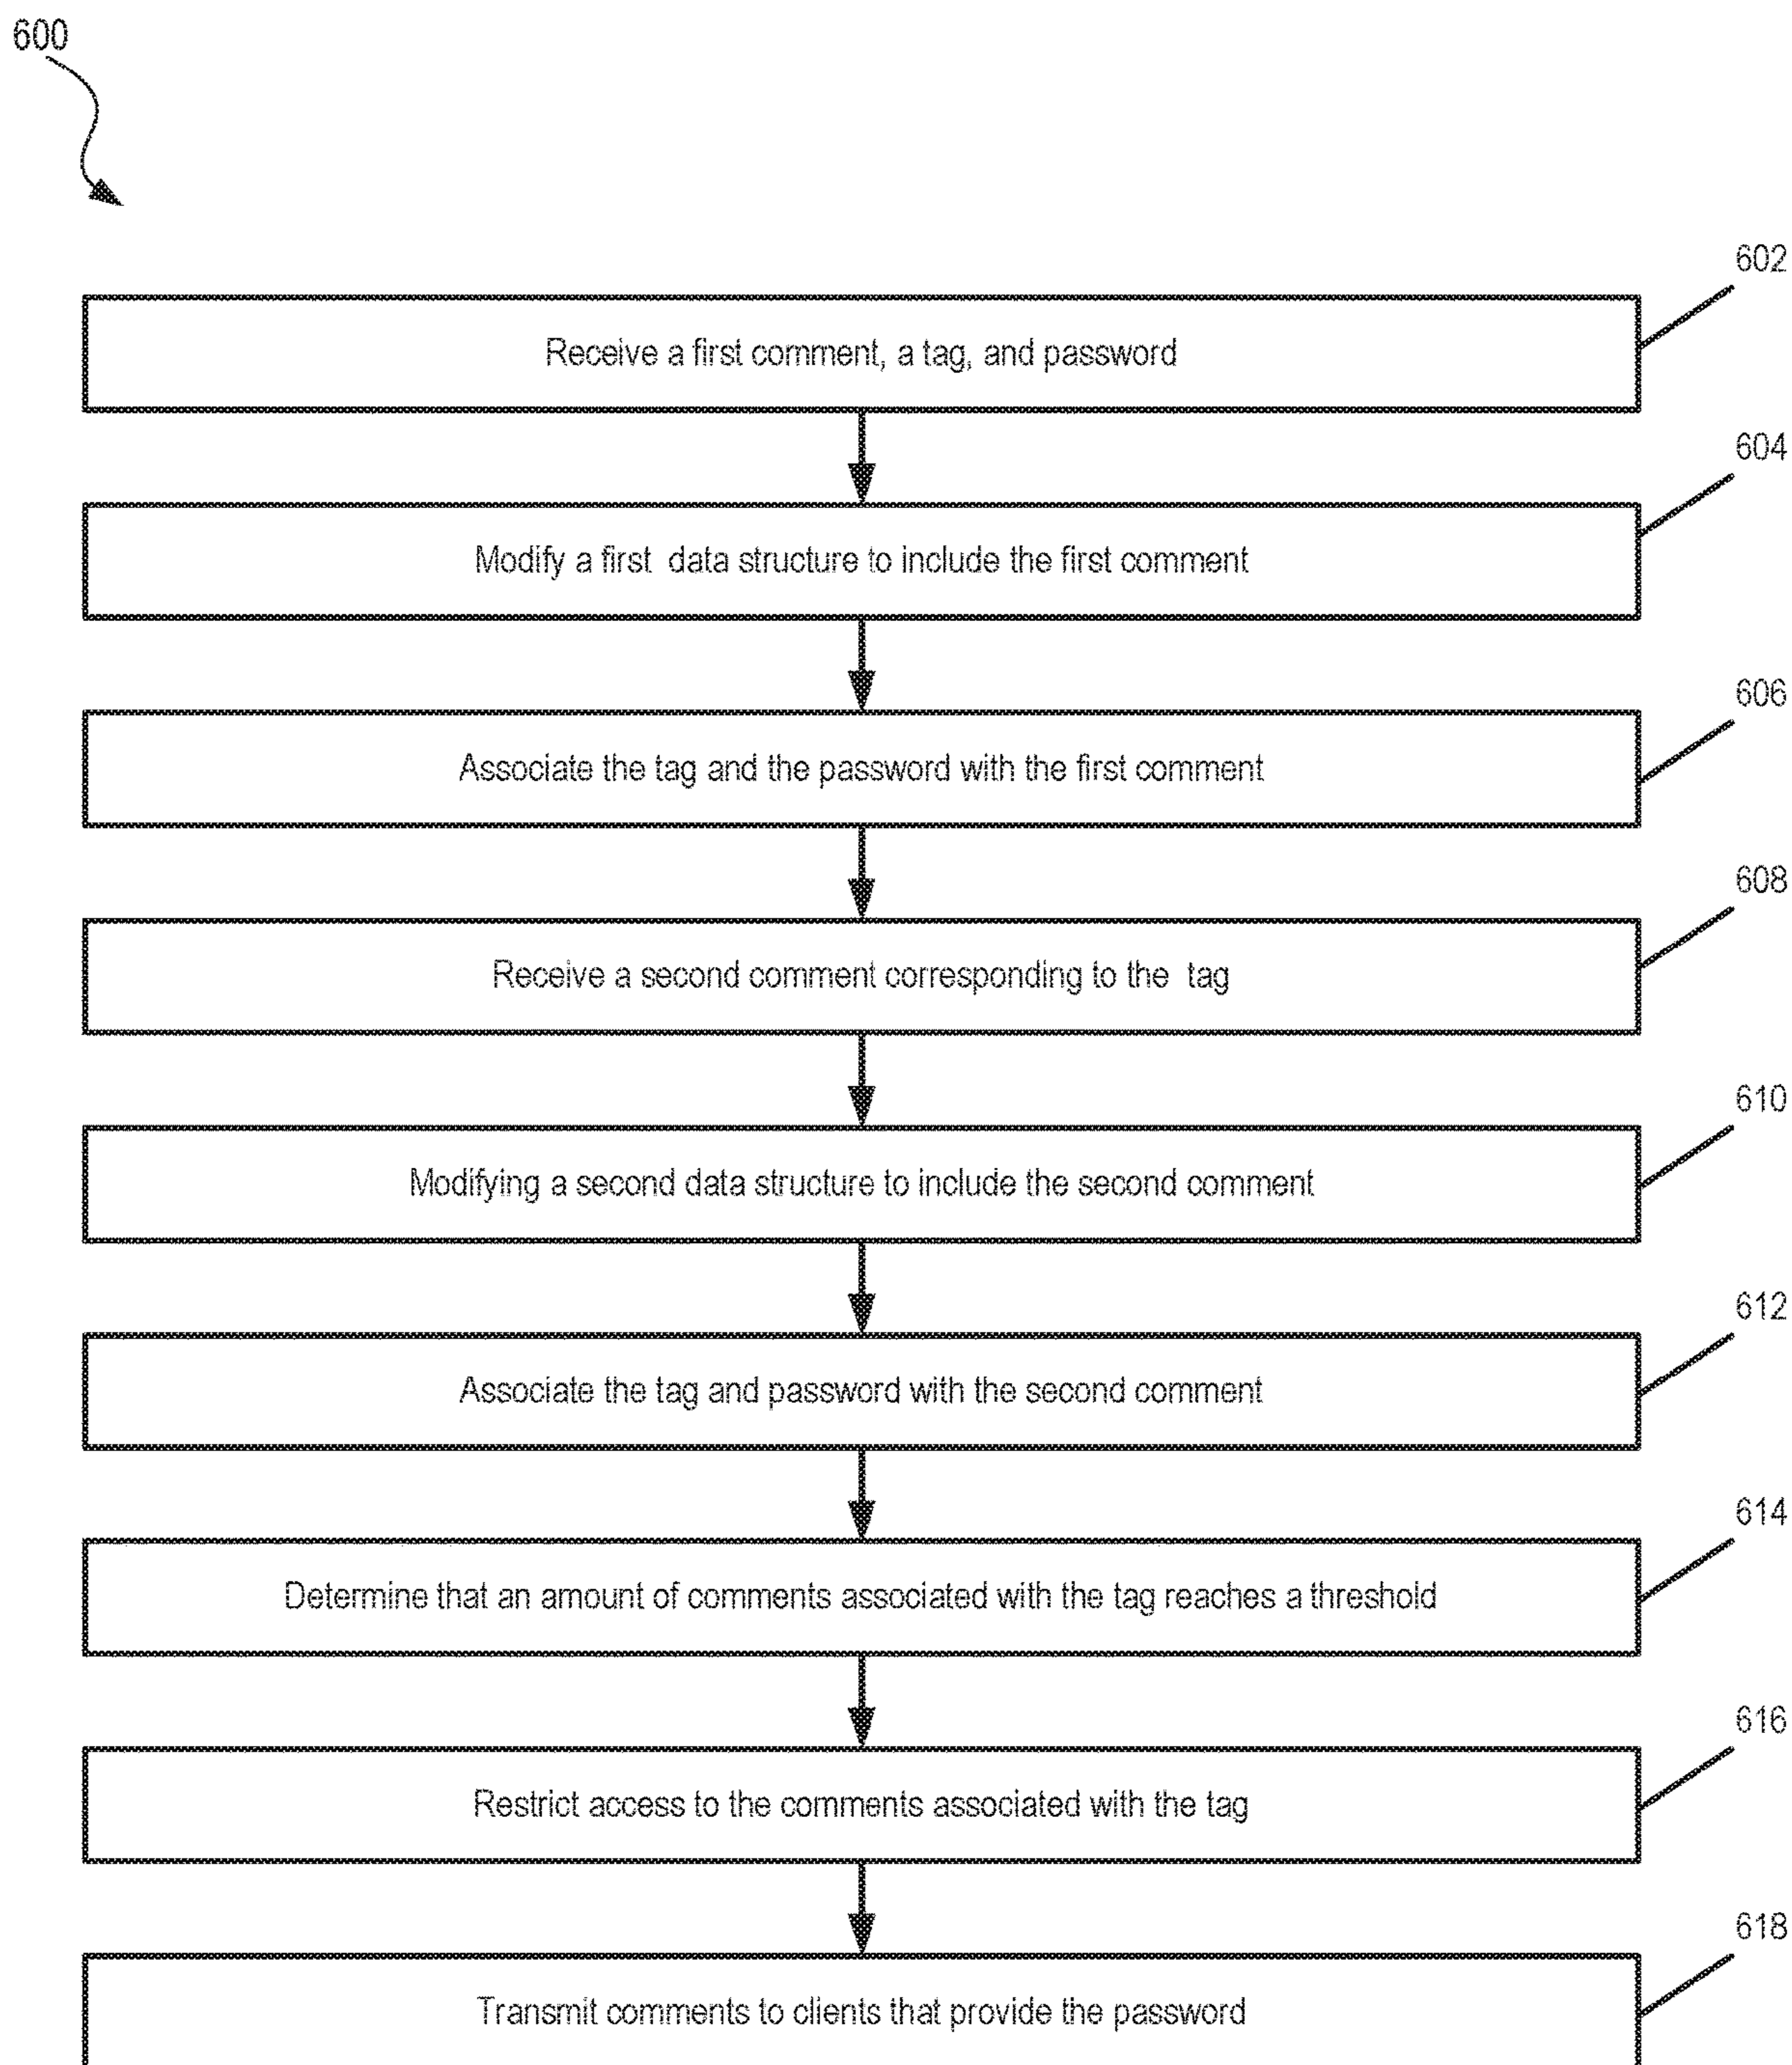 600
602
Receive a first comment, a tag, and password
604
Modify a first data structure to include the first comment
606
Associate the tag and the password with the first comment
608
Receive a second comment corresponding to the tag
610
Modifying a second data structure to include the second comment
612
Associate the tag and password with the second comment
614
Determine that an amount of comments associated with the tag reaches a threshold
616
Restrict access to the comments associated with the tag
618
Transmit comments to clients that provide the password